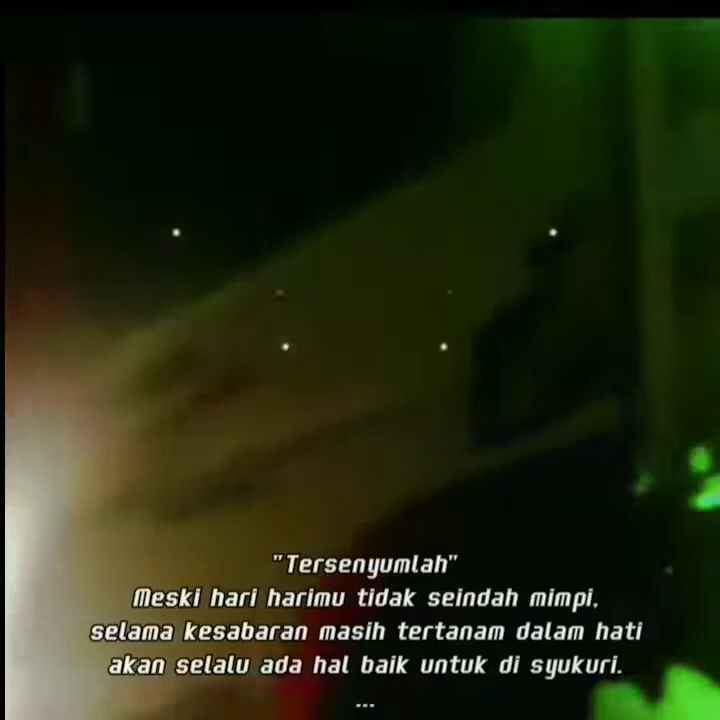 "Tersenyumlah"
Meski hari harimu tidak seindah mimpi,
selama kesabaran masih tertanam dalam hati
akan selalu ada hal baik untuk di syukuri.
...